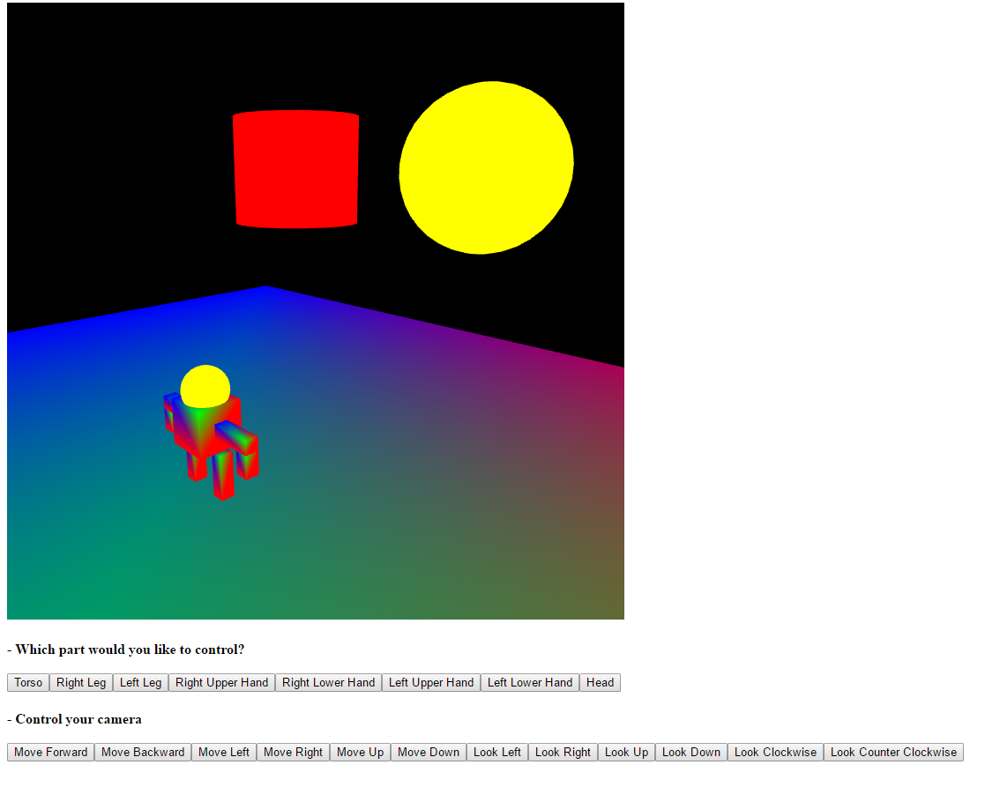 - Which part would you like to control?
Torso Right Leg Left Leg Right Upper Hand Right Lower Hand Left Upper Hand Left Lower Hand Head
- Control your camera
Move Forward Move Backward Move Left Move Right Move Up Move Down Look Left Look Right Look Up Look Down Look Clockwise Look Counter Clockwise